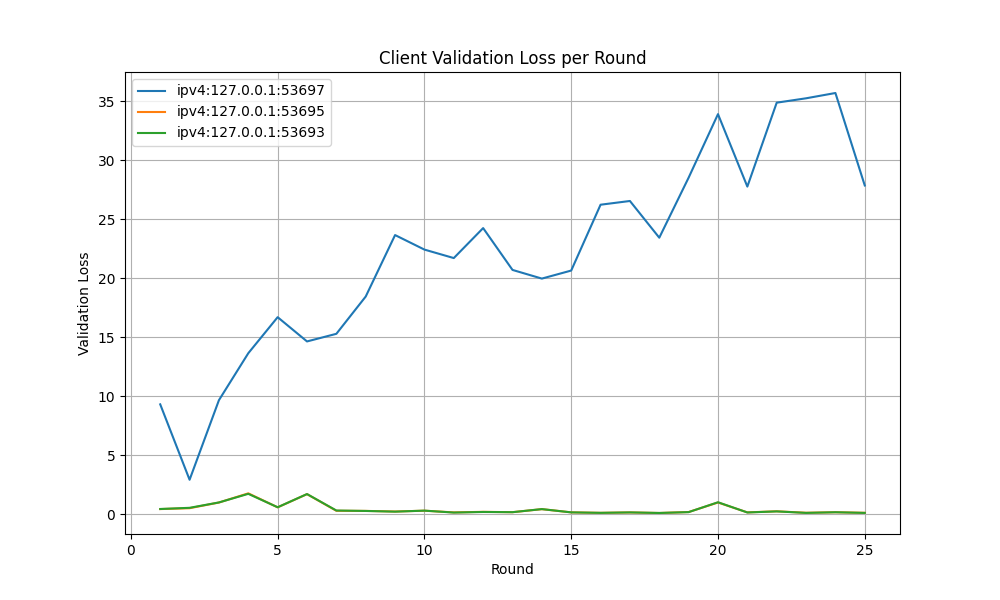 Client Validation Loss per Round
ipv4:127.0.0.1:53697
ipv4:127.0.0.1:53695
ipv4:127.0.0.1:53693
Validation Loss
35
30
25
20
15
10
5
0
0 5 10 15 20 25
Round